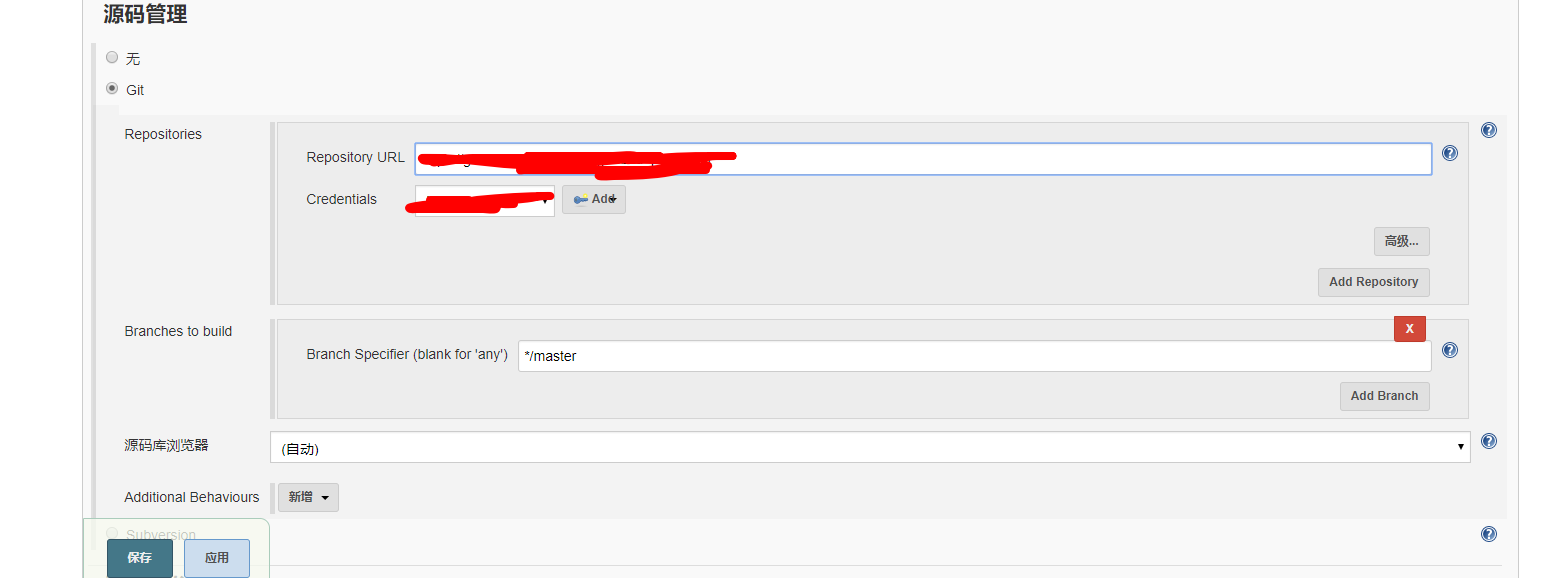 源码管理
无
Git
Repositories
Repository URL
Credentials
Add
高级...
Add Repository
Branches to build
X
Branch Specifier (blank for 'any')
*/master
Add Branch
源码库浏览器
(自动)
Additional Behaviours
新增
Subversion
保存
应用